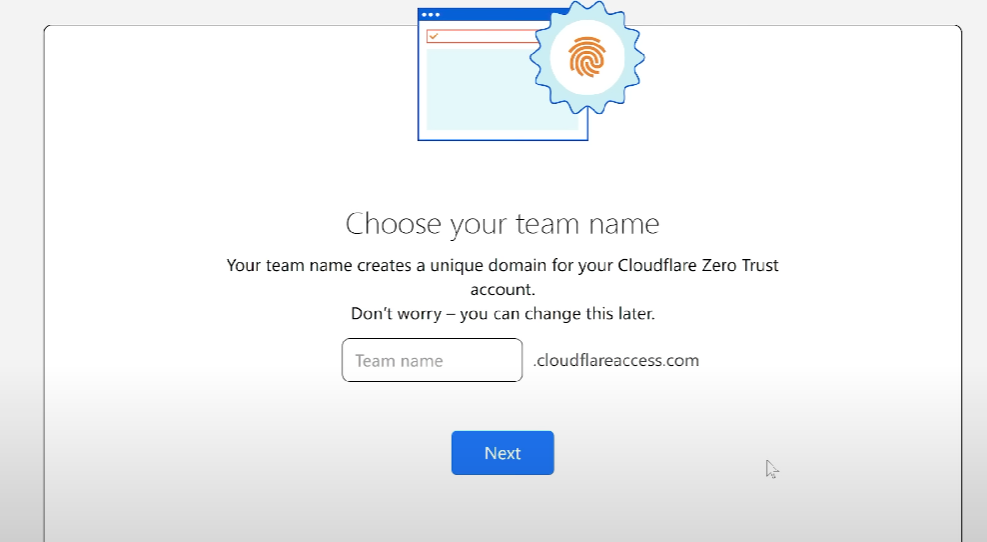 Choose your team name
Your team name creates a unique domain for your Cloudflare Zero Trust
account.
Don't worry – you can change this later.
Team name .cloudflareaccess.com
Next